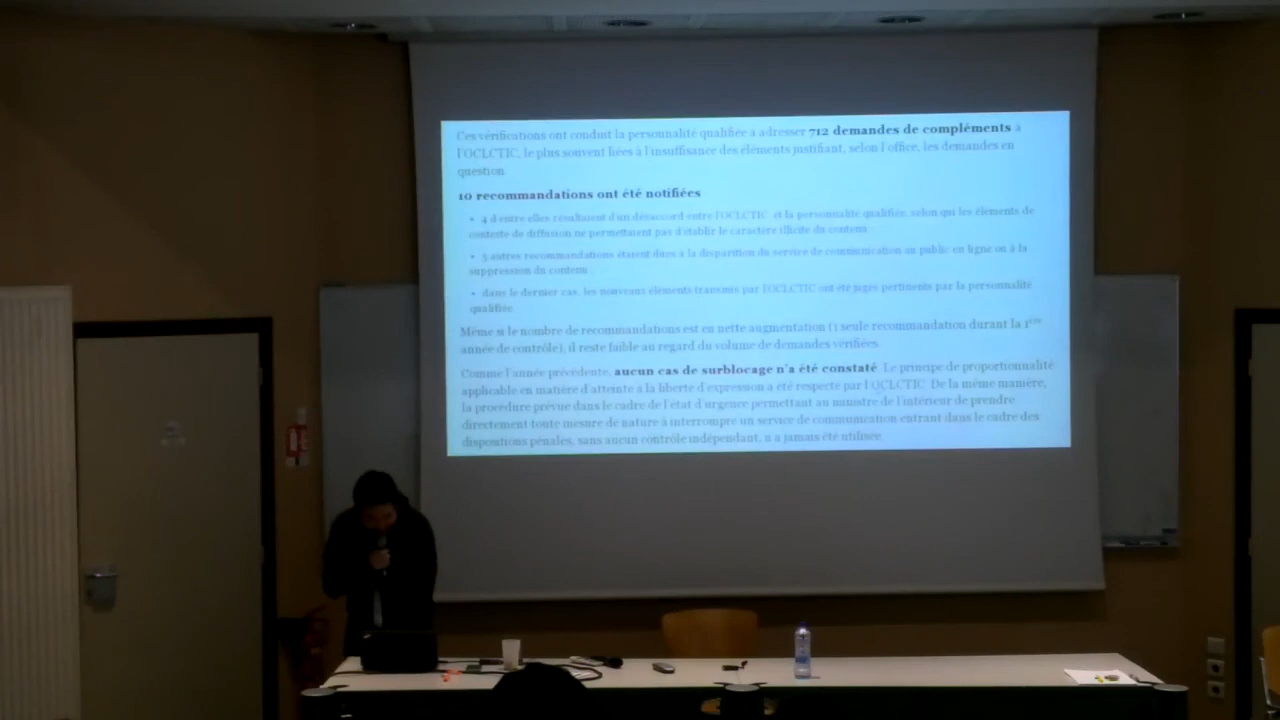 Ces vérifications ont conduit la personnalité qualifiée à adresser 712 demandes de compléments à
l'OCLCTIC, le plus souvent liées à l'insuffisance des éléments justifiant, selon l'office, les demandes en
question.
10 recommandations ont été notifiées
• 4 d'entre elles résultaient d'un désaccord entre l'OCLCTIC et la personnalité qualifiée, selon qui les éléments de
contexte de diffusion ne permettaient pas d'établir le caractère illicite du contenu
• 5 autres recommandations étaient dues à la disparition du service de communication au public en ligne ou à la
suppression du contenu
• dans le dernier cas, les nouveaux éléments transmis par l'OCLCTIC ont été jugés pertinents par la personnalité
qualifiée.
Même si le nombre de recommandations est en nette augmentation (1 seule recommandation durant la 1ère
année de contrôle), il reste faible au regard du volume de demandes vérifiées.
Comme l'année précédente, aucun cas de surblocage n'a été constaté. Le principe de proportionnalité
applicable en matière d'atteinte à la liberté d'expression a été respecté par l'OCLCTIC. De la même manière,
la procédure prévue dans le cadre de l'état d'urgence permettant au ministre de l'intérieur de prendre
directement toute mesure de nature à interrompre un service de communication entrant dans le cadre des
dispositions pénales, sans aucun contrôle indépendant, n'a jamais été utilisée.